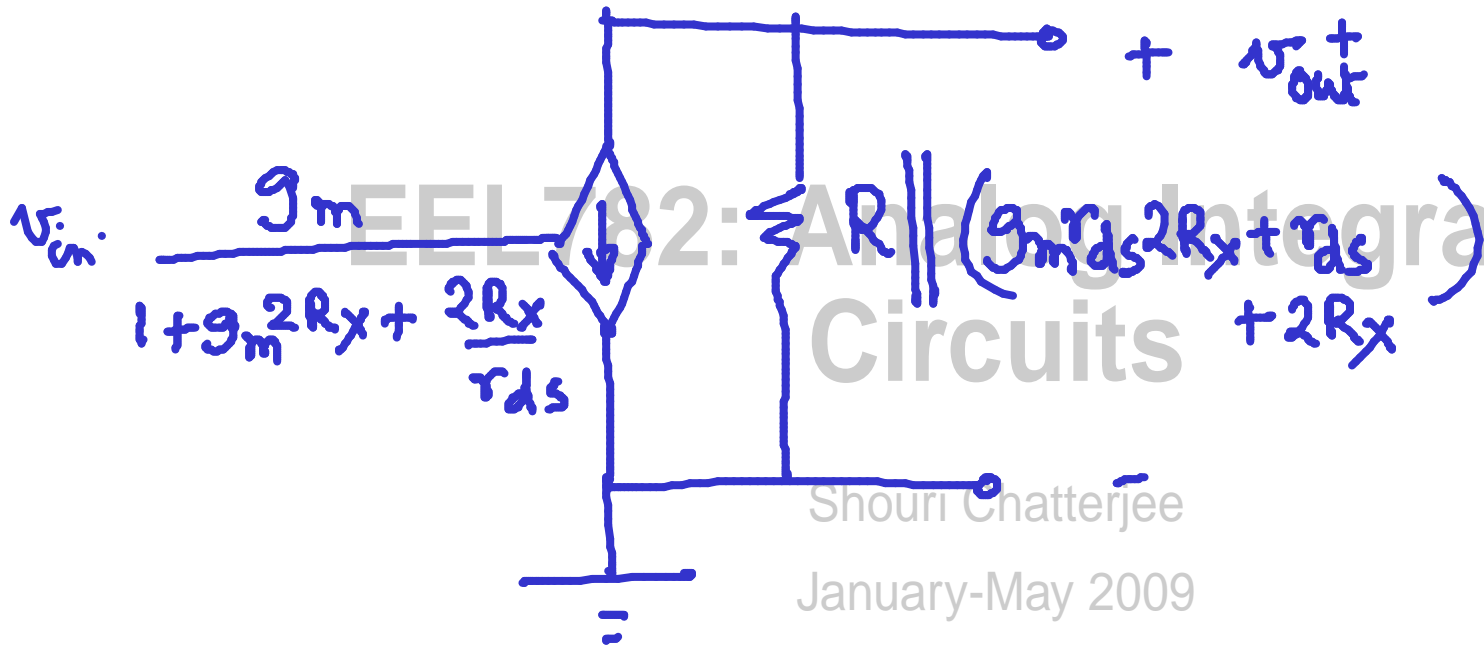 + v_out^+
v_in · g_m / (1 + g_m 2R_x + 2R_x / r_ds)
R || (g_m r_ds 2R_x + r_ds + 2R_x)
EEL782: Analog Integra
Circuits
-
Shouri Chatterjee
January-May 2009